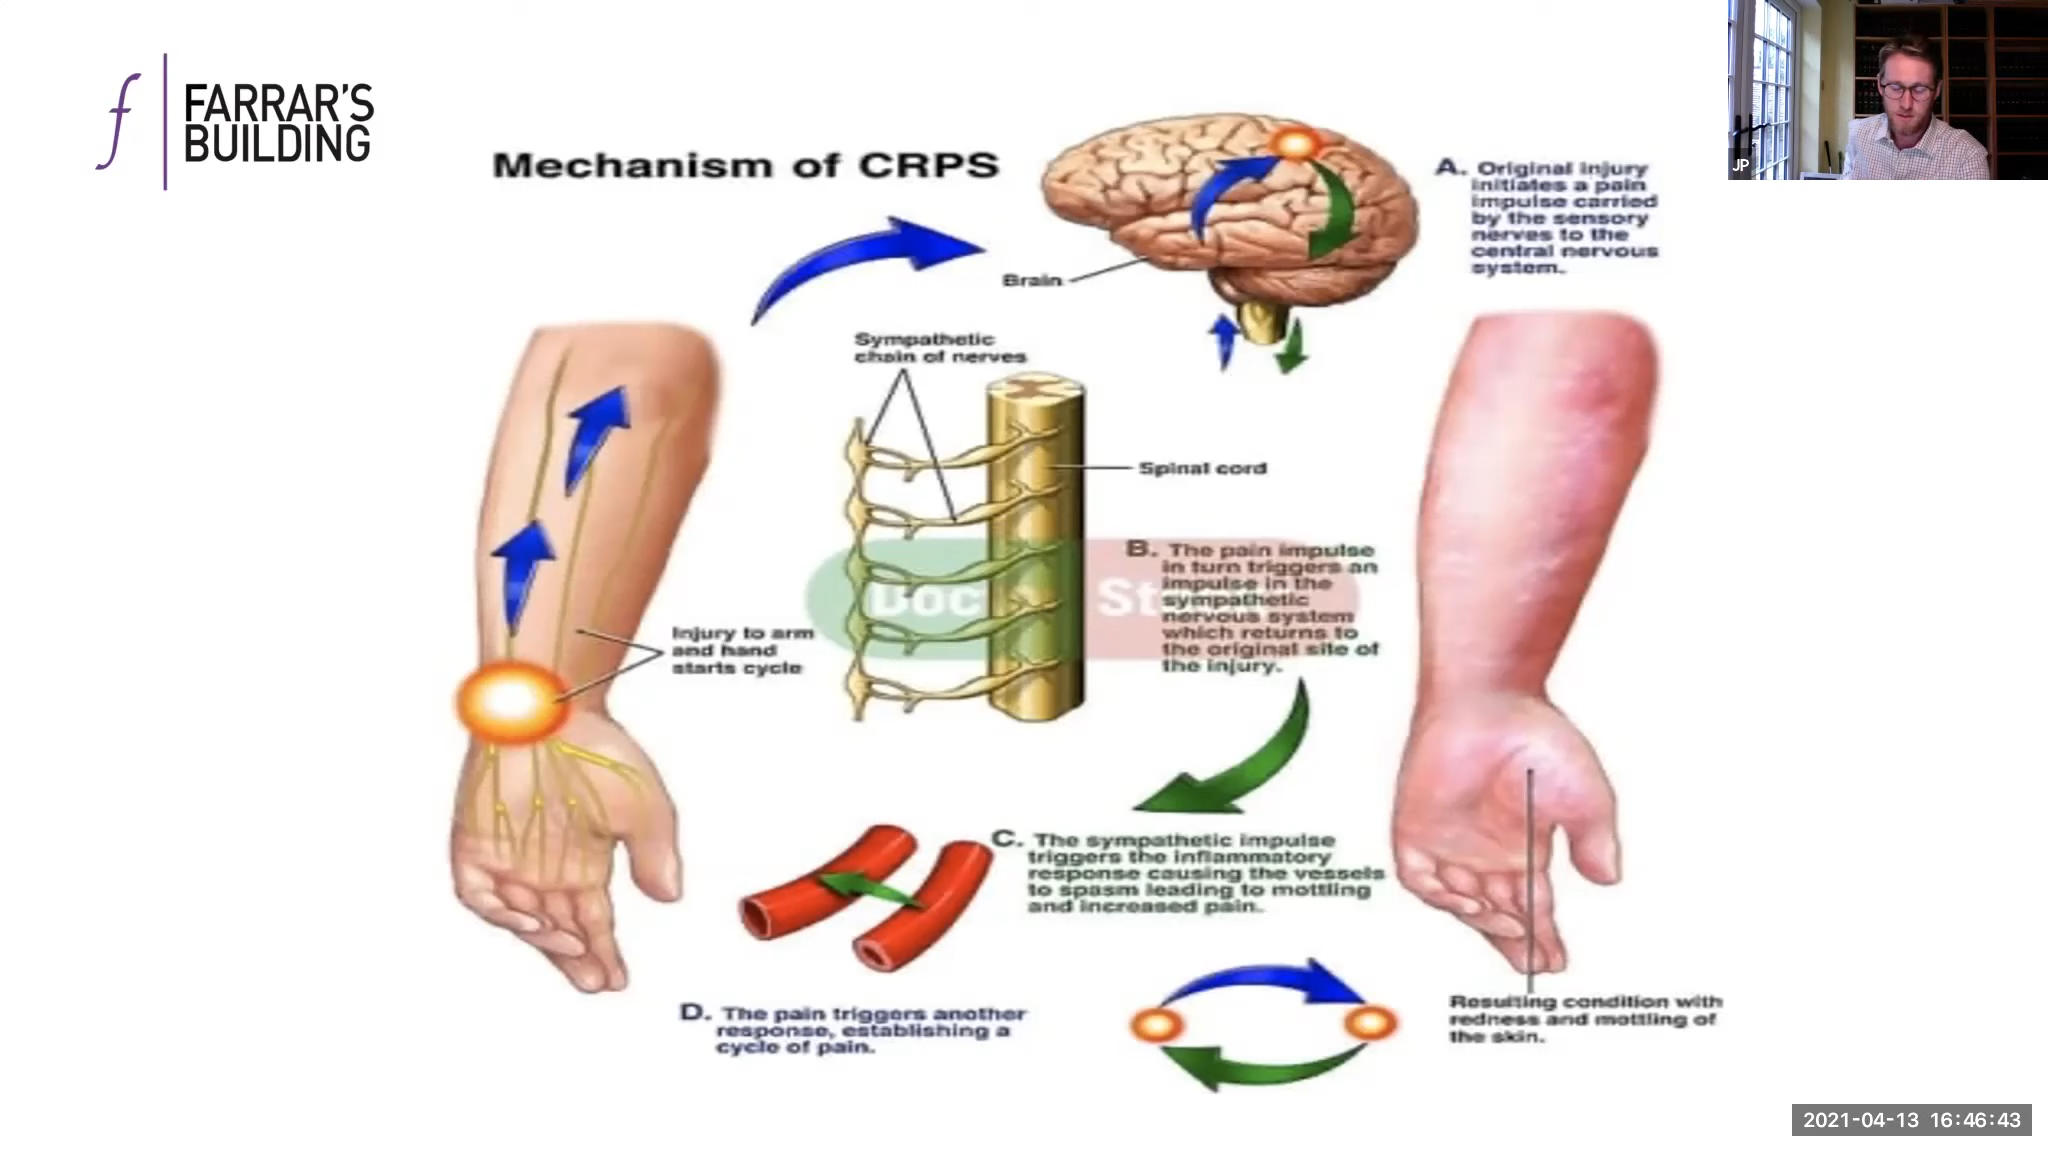 f
FARRAR'S
BUILDING
JP
Mechanism of CRPS
A. Original injury
initiates a pain
impulse carried
by the sensory
nerves to the
central nervous
system.
Brain
Sympathetic
chain of nerves
Spinal cord
B. The pain impulse
in turn triggers an
impulse in the
sympathetic
nervous system
which returns to
the original site of
the injury.
Doc
St
Injury to arm
and hand
starts cycle
C. The sympathetic impulse
triggers the inflammatory
response causing the vessels
to spasm leading to mottling
and increased pain.
D. The pain triggers another
response, establishing a
cycle of pain.
Resulting condition with
redness and mottling of
the skin.
2021-04-13 16:46:43